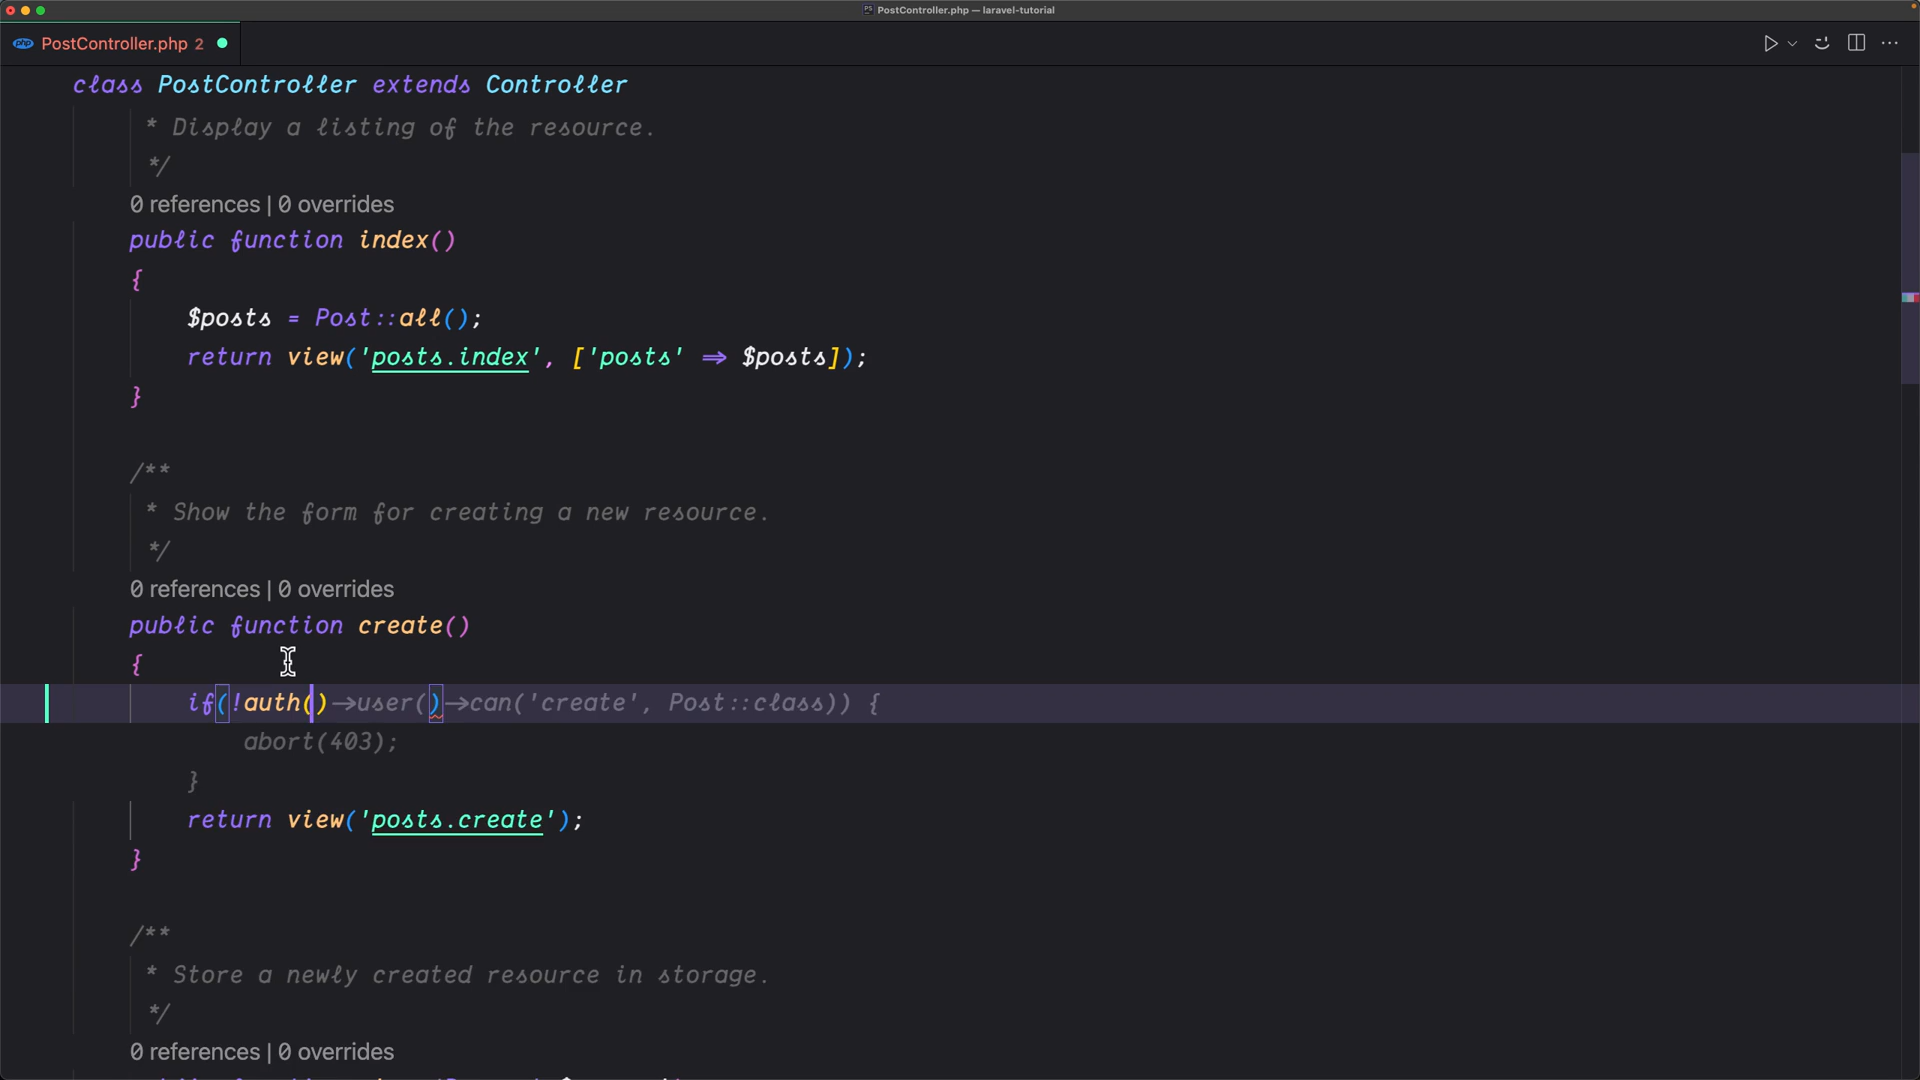 PostController.php — laravel-tutorial
php PostController.php 2
class PostController extends Controller
* Display a listing of the resource.
*/
0 references | 0 overrides
public function index()
{
$posts = Post::all();
return view('posts.index', ['posts' => $posts]);
}
/**
* Show the form for creating a new resource.
*/
0 references | 0 overrides
public function create()
{
if(!auth()->user()->can('create', Post::class)) {
abort(403);
}
return view('posts.create');
}
/**
* Store a newly created resource in storage.
*/
0 references | 0 overrides